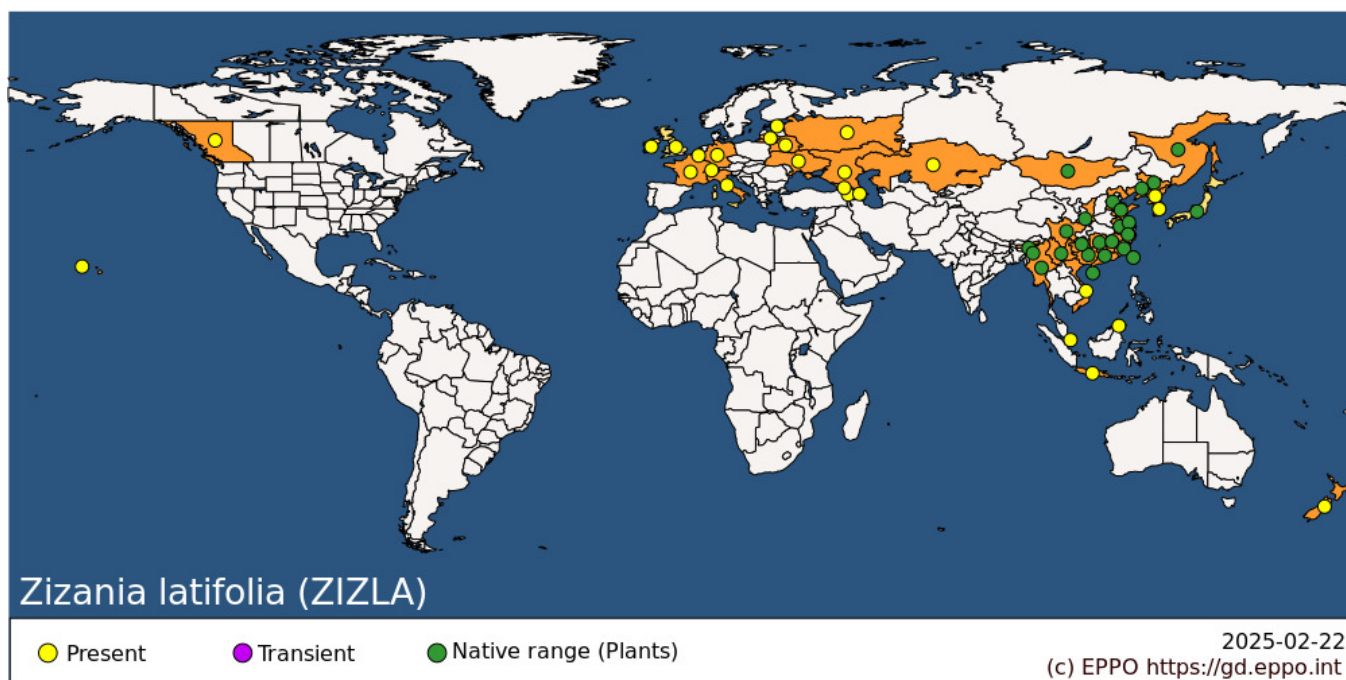 Zizania latifolia (ZIZLA)
Present
Transient
Native range (Plants)
2025-02-22
(c) EPPO https://gd.eppo.int